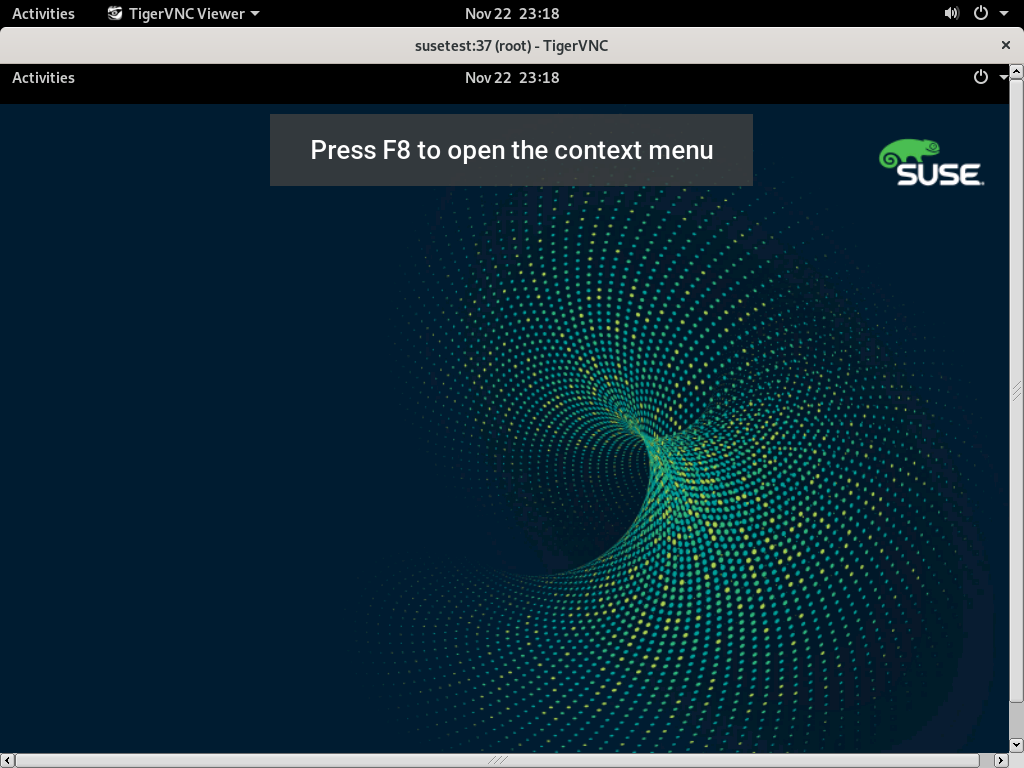 Activities TigerVNC Viewer Nov 22 23:18
susetest:37 (root) - TigerVNC
Activities Nov 22 23:18
Press F8 to open the context menu
SUSE